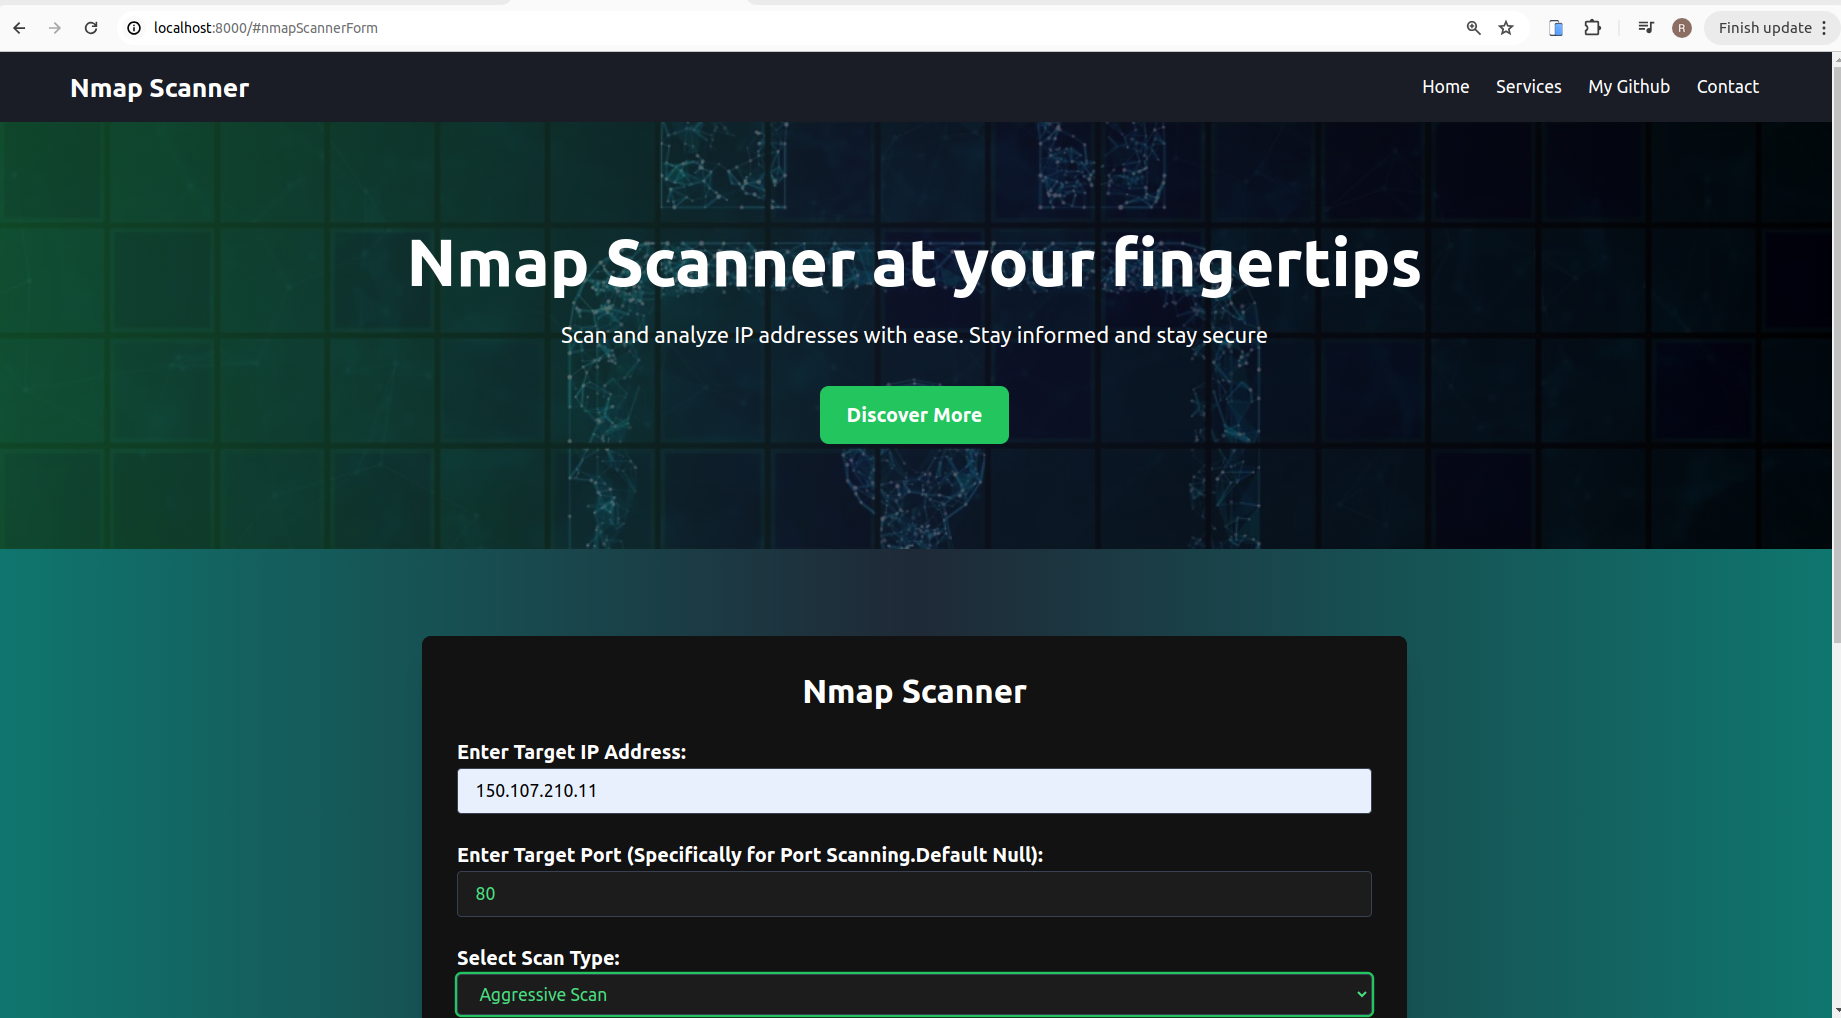 localhost:8000/#nmapScannerForm
R
Finish update
Nmap Scanner
Home Services My Github Contact
Nmap Scanner at your fingertips
Scan and analyze IP addresses with ease. Stay informed and stay secure
Discover More
Nmap Scanner
Enter Target IP Address:
150.107.210.11
Enter Target Port (Specifically for Port Scanning.Default Null):
80
Select Scan Type:
Aggressive Scan